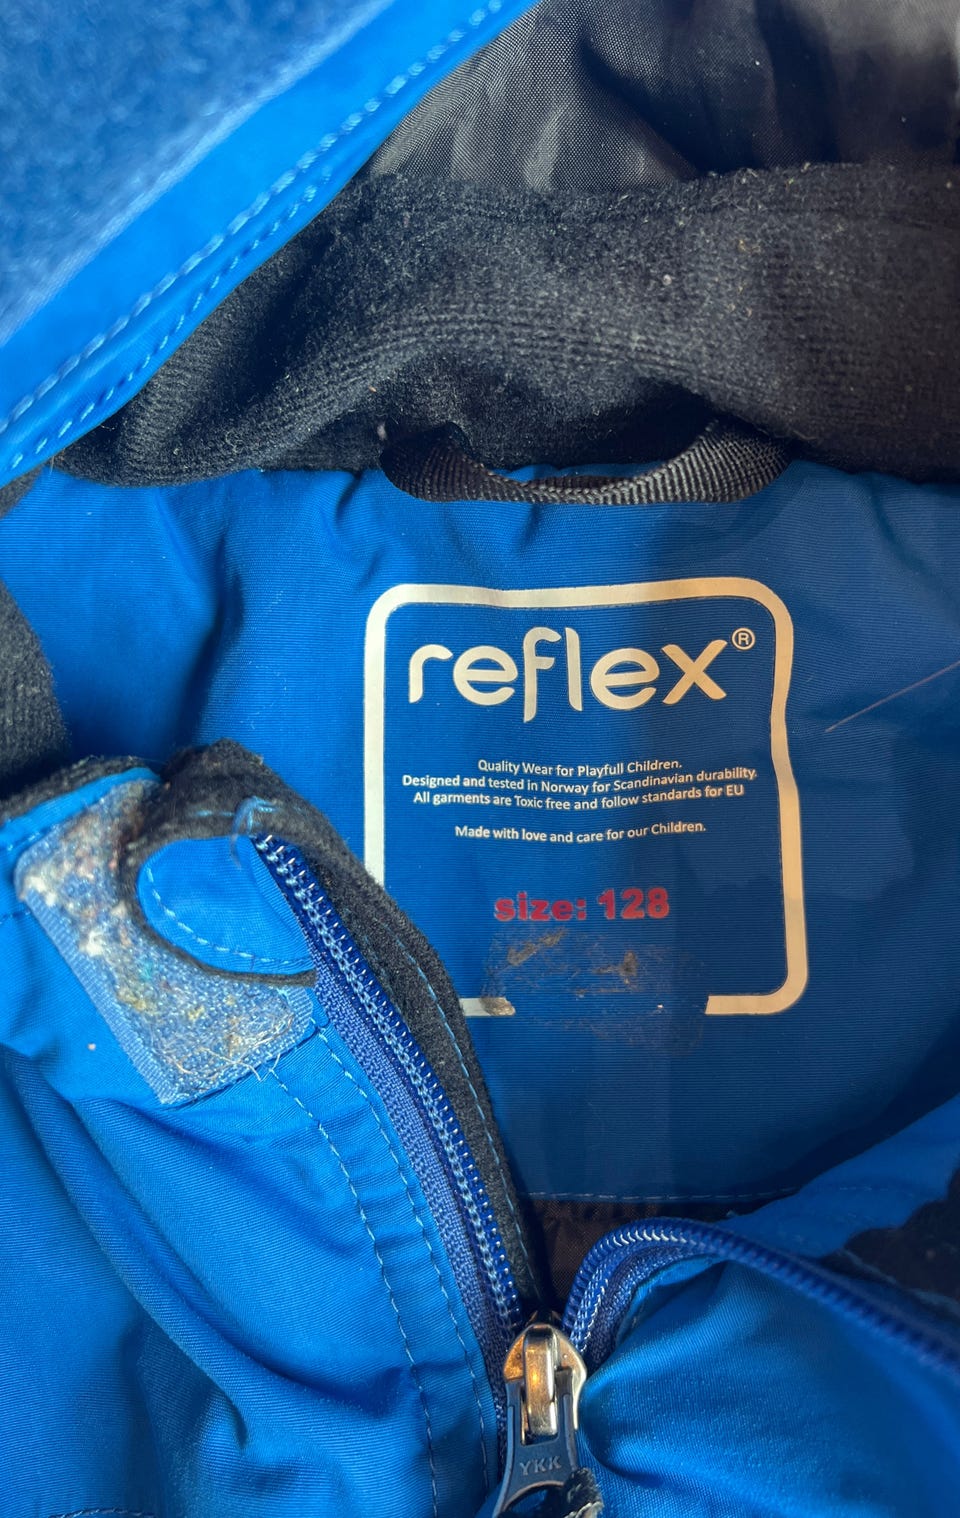 reflex®
Quality Wear for Playfull Children.
Designed and tested in Norway for Scandinavian durability.
All garments are Toxic free and follow standards for EU
Made with love and care for our Children.
size: 128
YKK